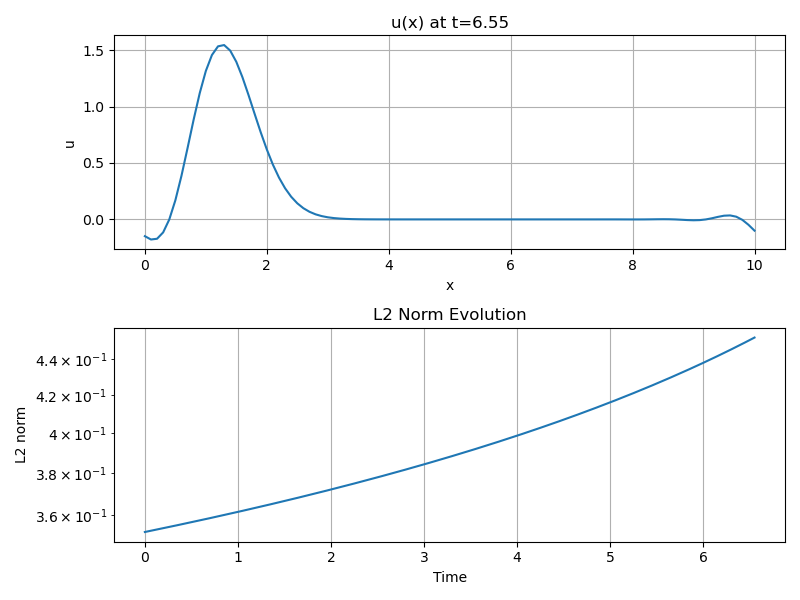 u(x) at t=6.55
1.5
1.0
0.5
0.0
u
0 2 4 6 8 10
x
L2 Norm Evolution
4.4 × 10⁻¹
4.2 × 10⁻¹
4 × 10⁻¹
3.8 × 10⁻¹
3.6 × 10⁻¹
L2 norm
0 1 2 3 4 5 6
Time